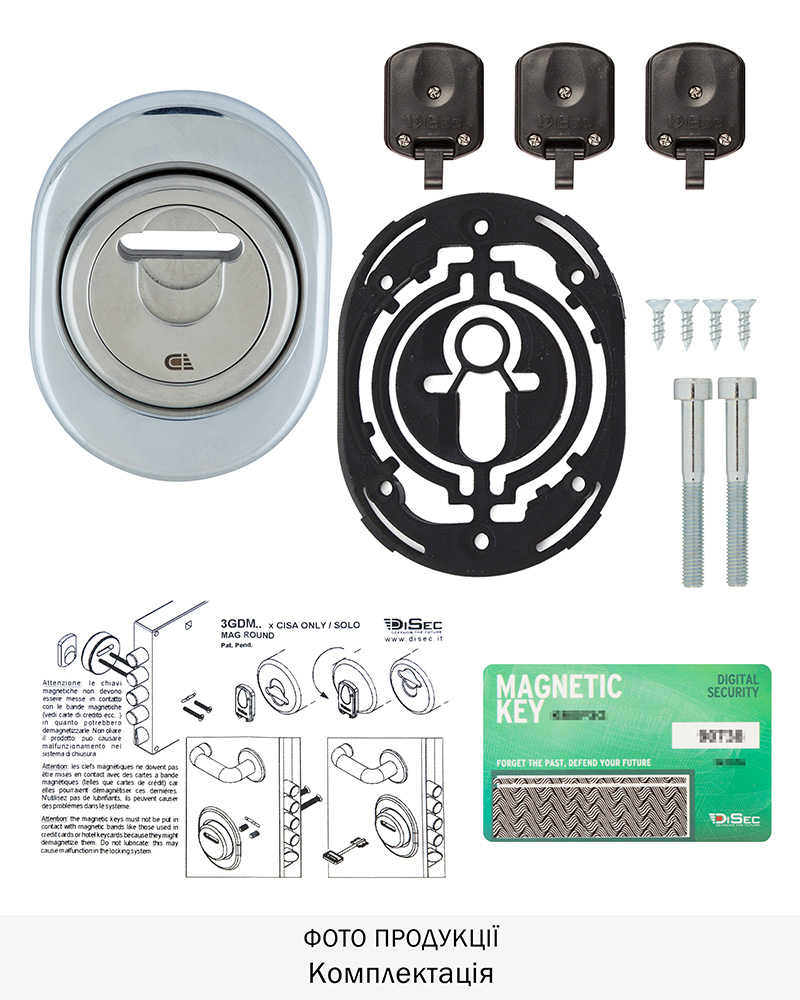 DiSec
DiSec
DiSec
3GDM.. x CISA ONLY / SOLO
MAG ROUND
Pat. Pend.
DiSec
DEFENDS THE FUTURE
www.disec.it
Attenzione: le chiavi
magnetiche non devono
essere messe in contatto
con le bande magnetiche
(vedi carte di credito ecc...)
in quanto potrebbero
demagnetizzarle. Non oliare
il prodotto: può causare
malfunzionamento nel
sistema di chiusura
Attention: les clefs magnétiques ne doivent pas
être mises en contact avec des cartes à bande
magnétiques (telles que cartes de crédit) car
elles pourraient démagnétiser ces dernières.
N'utilisez pas de lubrifiants, ils peuvent causer
des problèmes dans le système.
Attention: the magnetic keys must not be put in
contact with magnetic bands like those used in
credit cards or hotel keycards because they might
demagnetize them. Do not lubricate: this may
cause malfunction in the locking system
MAGNETIC
KEY
DIGITAL
SECURITY
FORGET THE PAST, DEFEND YOUR FUTURE
DiSec
ФОТО ПРОДУКЦІЇ
Комплектація